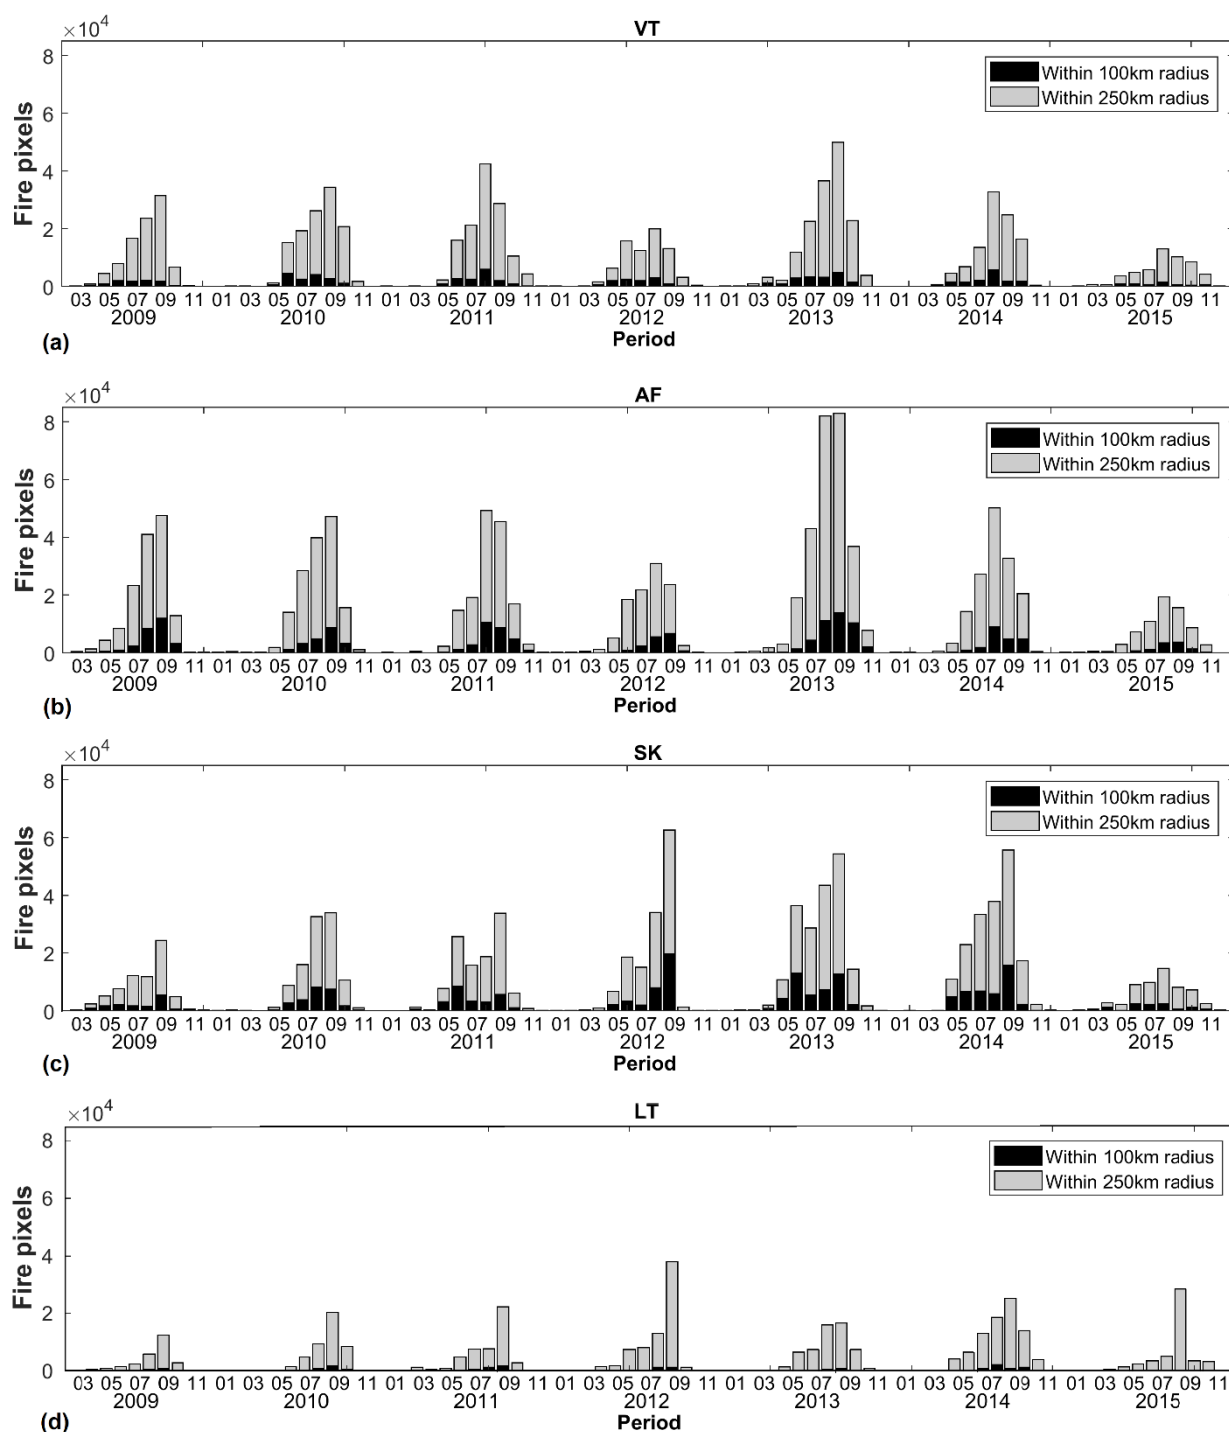 VT
×10⁴
8
6
4
2
0
Fire pixels
Within 100km radius
Within 250km radius
03 05 07 09 11 01 03 05 07 09 11 01 03 05 07 09 11 01 03 05 07 09 11 01 03 05 07 09 11 01 03 05 07 09 11 01 03 05 07 09 11
2009 2010 2011 2012 2013 2014 2015
(a) Period
AF
×10⁴
8
6
4
2
0
Fire pixels
Within 100km radius
Within 250km radius
03 05 07 09 11 01 03 05 07 09 11 01 03 05 07 09 11 01 03 05 07 09 11 01 03 05 07 09 11 01 03 05 07 09 11 01 03 05 07 09 11
2009 2010 2011 2012 2013 2014 2015
(b) Period
SK
×10⁴
8
6
4
2
0
Fire pixels
Within 100km radius
Within 250km radius
03 05 07 09 11 01 03 05 07 09 11 01 03 05 07 09 11 01 03 05 07 09 11 01 03 05 07 09 11 01 03 05 07 09 11 01 03 05 07 09 11
2009 2010 2011 2012 2013 2014 2015
(c) Period
LT
×10⁴
8
6
4
2
0
Fire pixels
Within 100km radius
Within 250km radius
03 05 07 09 11 01 03 05 07 09 11 01 03 05 07 09 11 01 03 05 07 09 11 01 03 05 07 09 11 01 03 05 07 09 11 01 03 05 07 09 11
2009 2010 2011 2012 2013 2014 2015
(d) Period